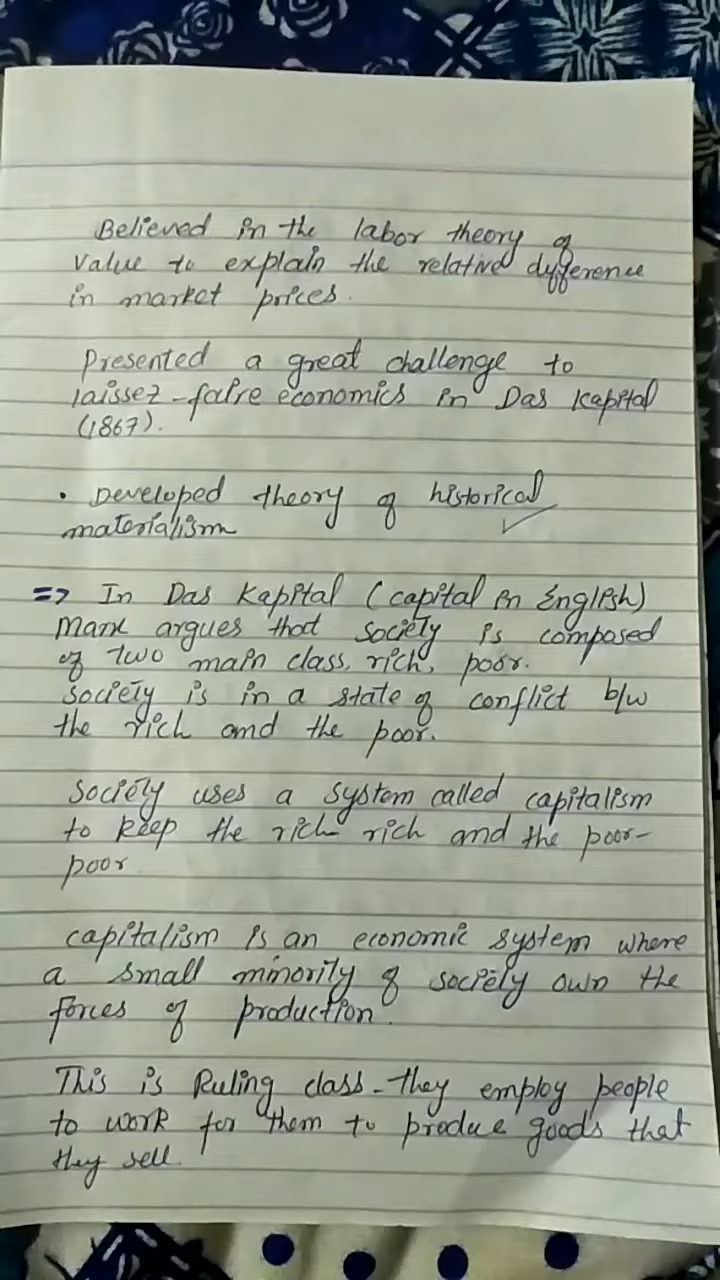 Believed in the labor theory of
value to explain the relative difference
in market prices.
Presented a great challenge to
laissez-faire economics in Das Kapital
(1867).
• Developed theory of historical
materialism
=> In Das Kapital (capital in English)
Marx argues that society is composed
of two main class, rich, poor.
society is in a state of conflict b/w
the rich and the poor.
Society uses a system called capitalism
to keep the rich rich and the poor-
poor
capitalism is an economic system where
a small minority of society own the
forces of production.
This is Ruling class - they employ people
to work for them to produce goods that
they sell.